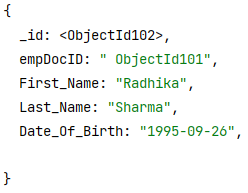 {
_id: <ObjectId102>,
empDocID: " ObjectId101",
First_Name: "Radhika",
Last_Name: "Sharma",
Date_Of_Birth: "1995-09-26",
}